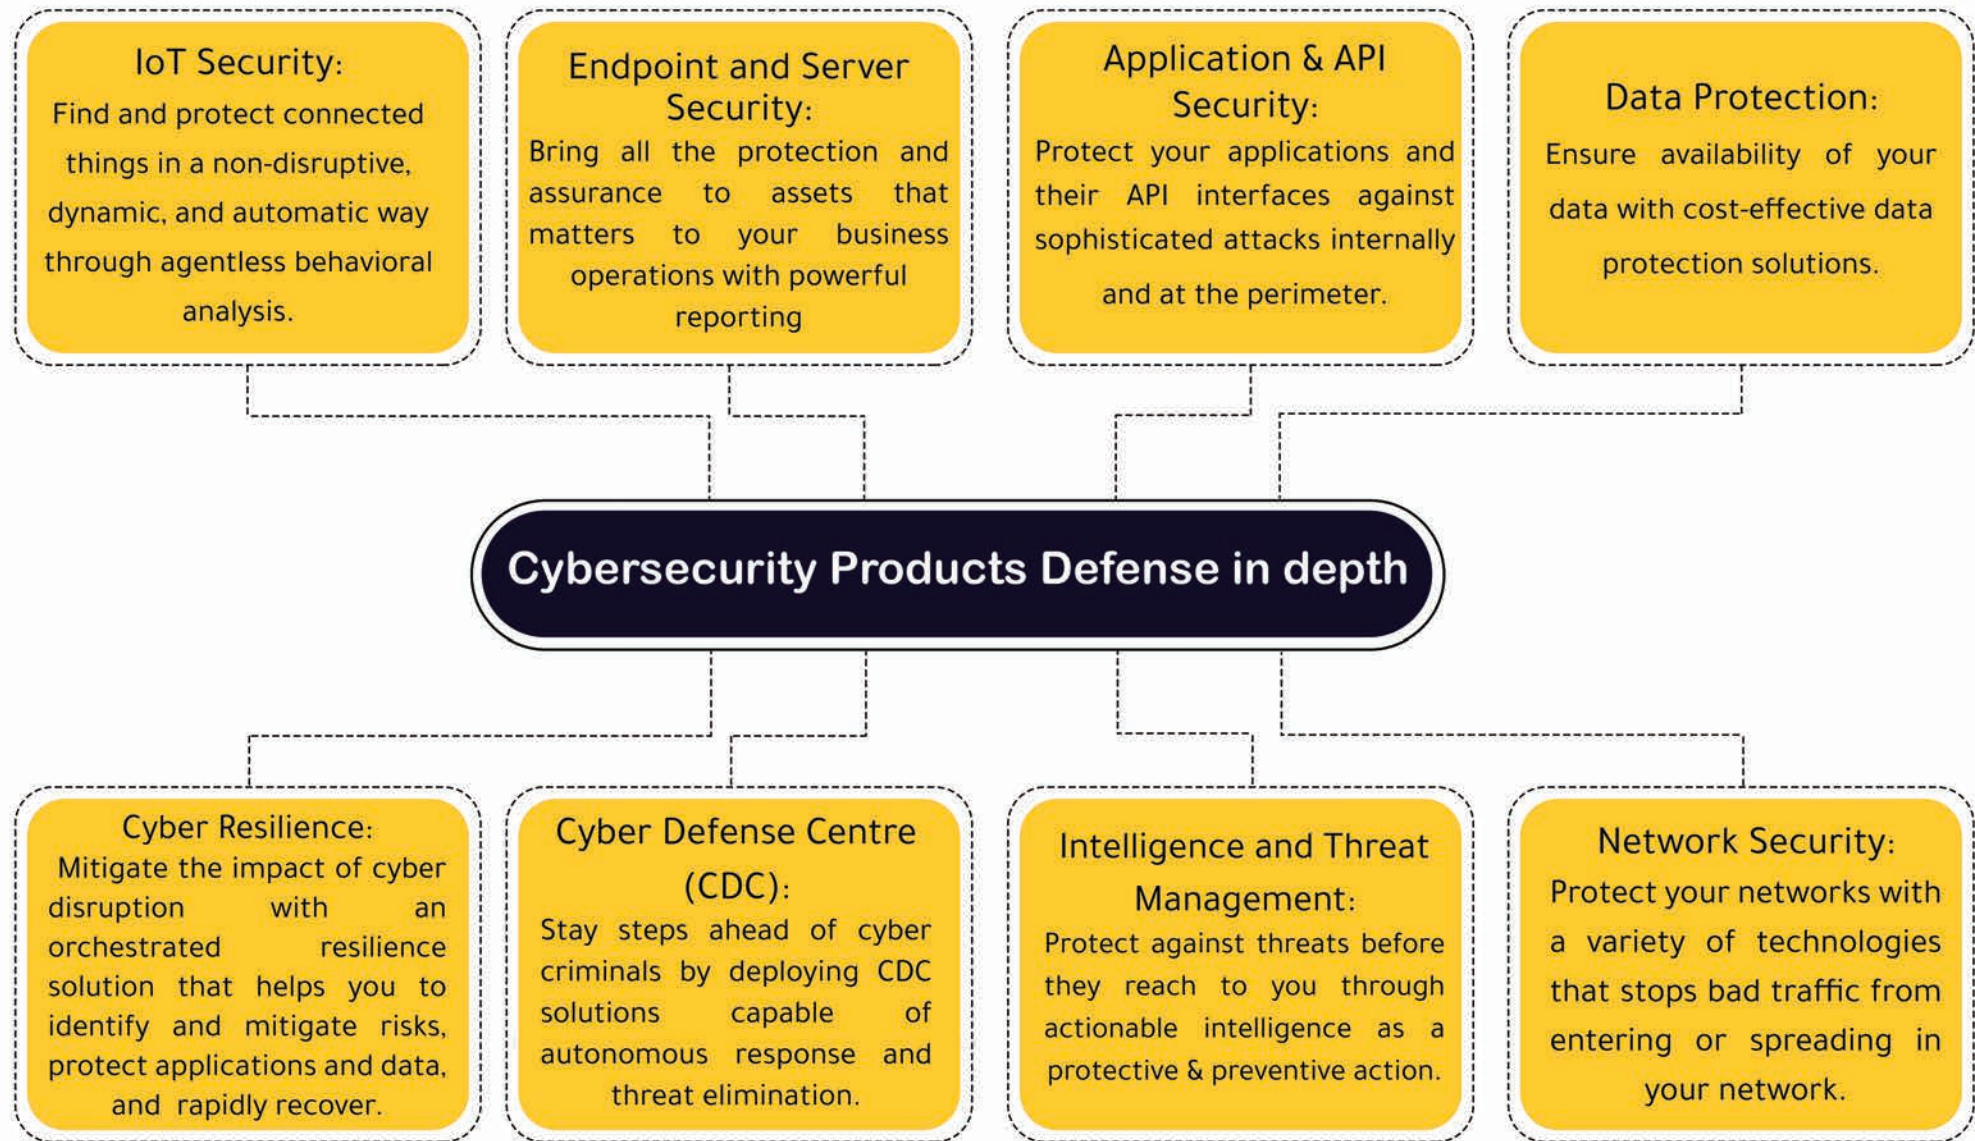 IoT Security:
Find and protect connected
things in a non-disruptive,
dynamic, and automatic way
through agentless behavioral
analysis.
Endpoint and Server
Security:
Bring all the protection and
assurance to assets that
matters to your business
operations with powerful
reporting
Application & API
Security:
Protect your applications and
their API interfaces against
sophisticated attacks internally
and at the perimeter.
Data Protection:
Ensure availability of your
data with cost-effective data
protection solutions.
Cybersecurity Products Defense in depth
Cyber Resilience:
Mitigate the impact of cyber
disruption with an
orchestrated resilience
solution that helps you to
identify and mitigate risks,
protect applications and data,
and rapidly recover.
Cyber Defense Centre
(CDC):
Stay steps ahead of cyber
criminals by deploying CDC
solutions capable of
autonomous response and
threat elimination.
Intelligence and Threat
Management:
Protect against threats before
they reach to you through
actionable intelligence as a
protective & preventive action.
Network Security:
Protect your networks with
a variety of technologies
that stops bad traffic from
entering or spreading in
your network.